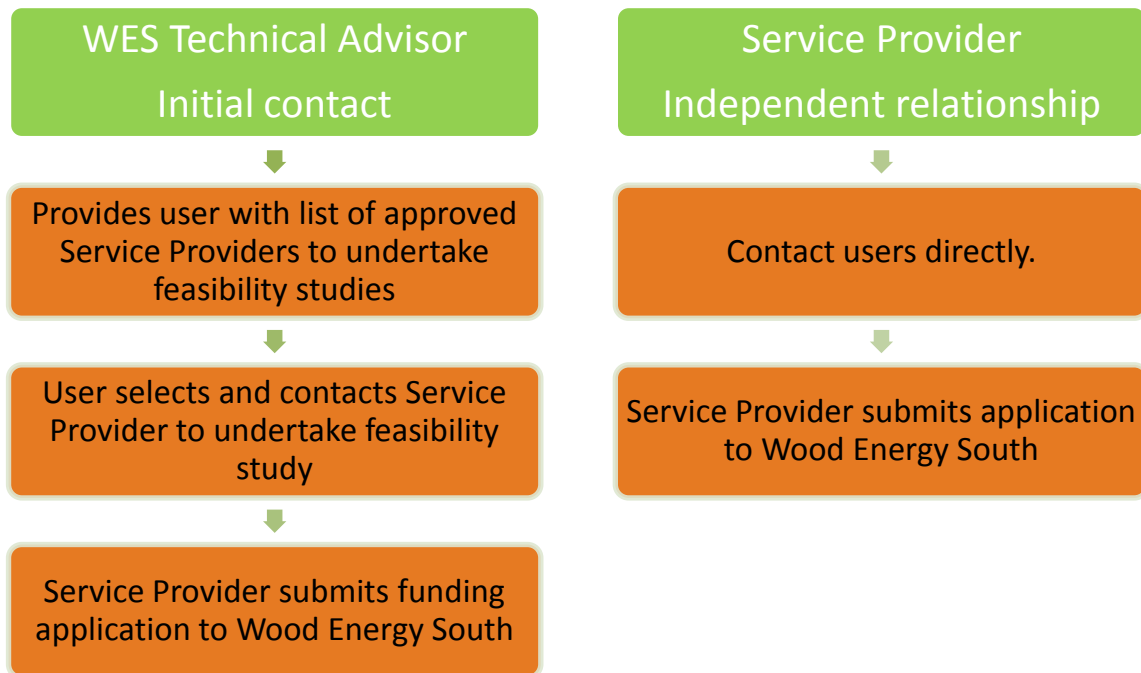 WES Technical Advisor
Initial contact
Provides user with list of approved
Service Providers to undertake
feasibility studies
User selects and contacts Service
Provider to undertake feasibility
study
Service Provider submits funding
application to Wood Energy South
Service Provider
Independent relationship
Contact users directly.
Service Provider submits application
to Wood Energy South